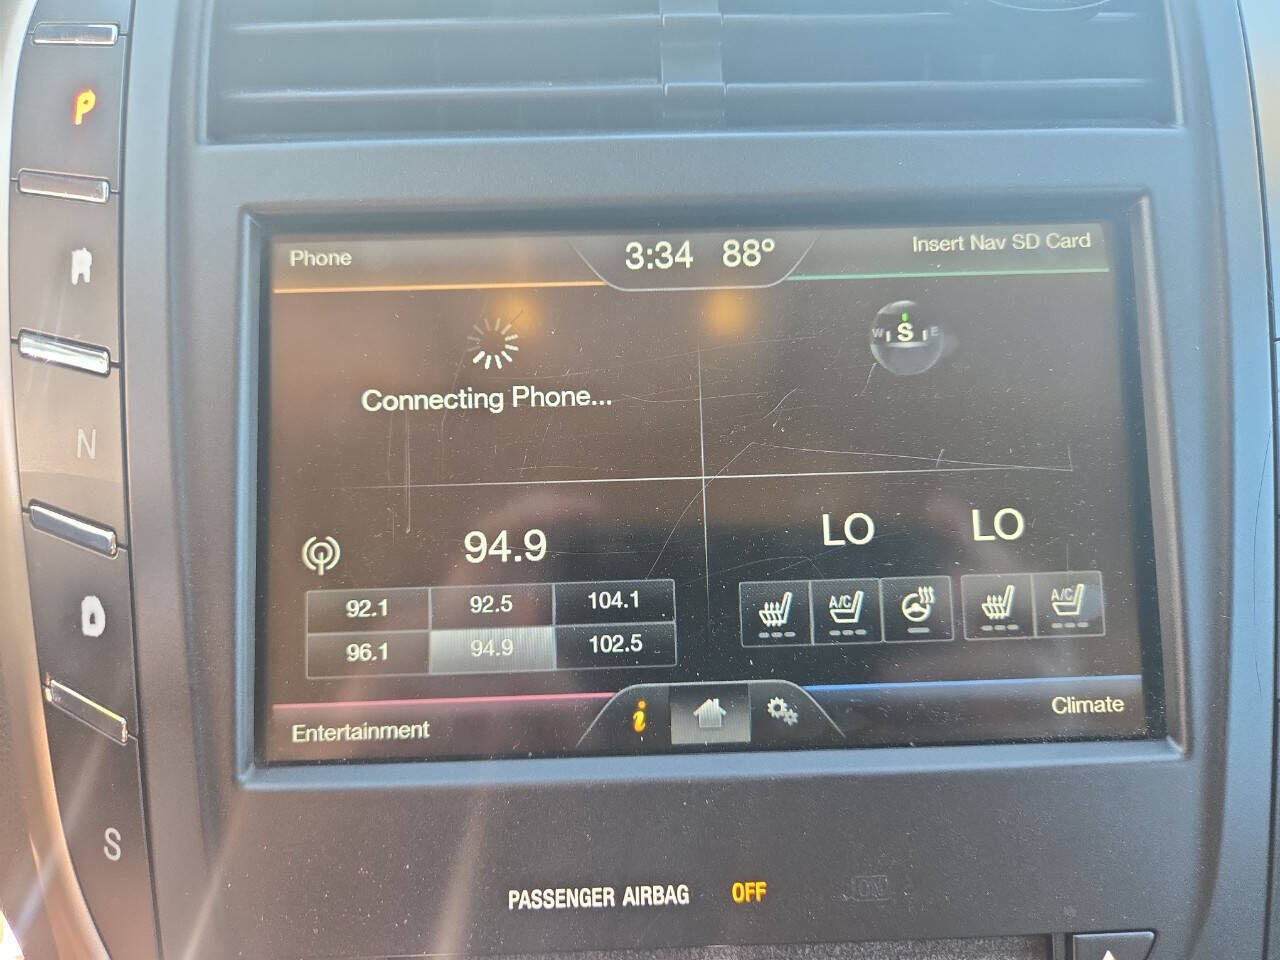 P
R
N
D
S
Phone
3:34 88°
Insert Nav SD Card
W S E
Connecting Phone...
94.9
92.1 92.5 104.1
96.1 94.9 102.5
LO LO
A/C A/C
Entertainment
i
Climate
PASSENGER AIRBAG OFF ON